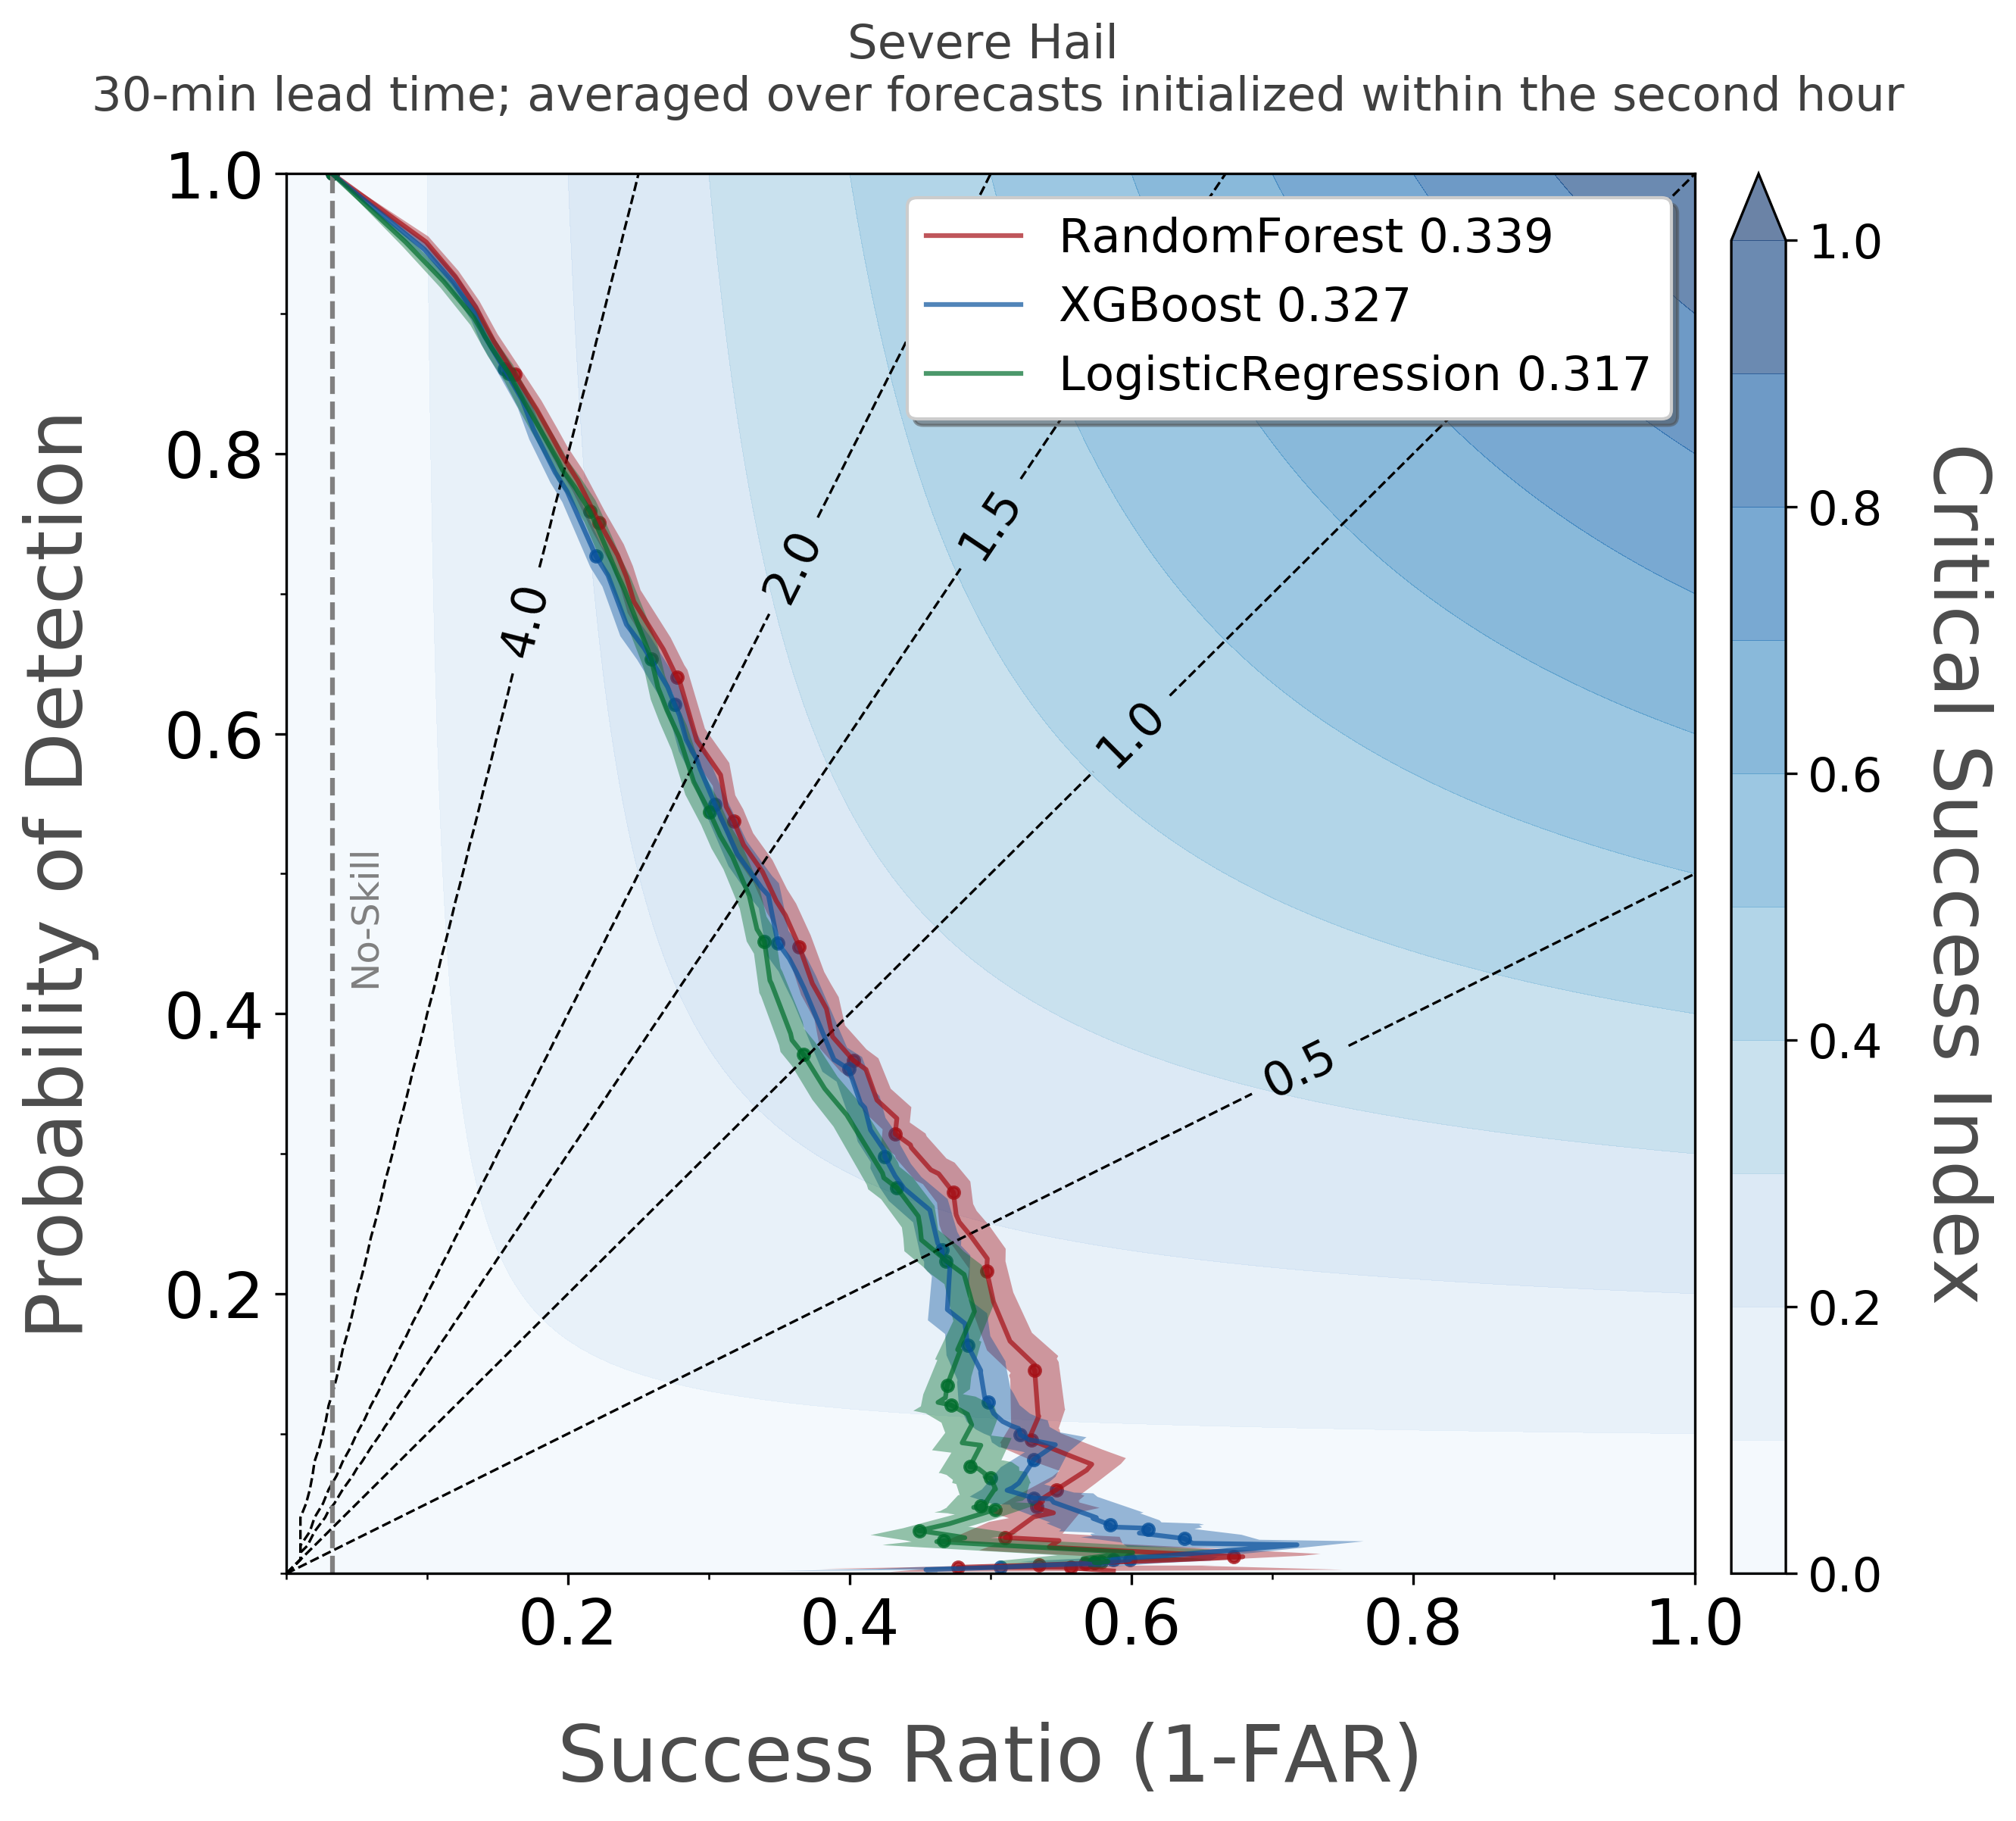 Severe Hail
30-min lead time; averaged over forecasts initialized within the second hour
RandomForest 0.339
XGBoost 0.327
LogisticRegression 0.317
Probability of Detection
1.0
0.8
0.6
0.4
0.2
No-Skill
4.0
2.0
1.5
1.0
0.5
0.2
0.4
0.6
0.8
1.0
Success Ratio (1-FAR)
1.0
0.8
0.6
0.4
0.2
0.0
Critical Success Index